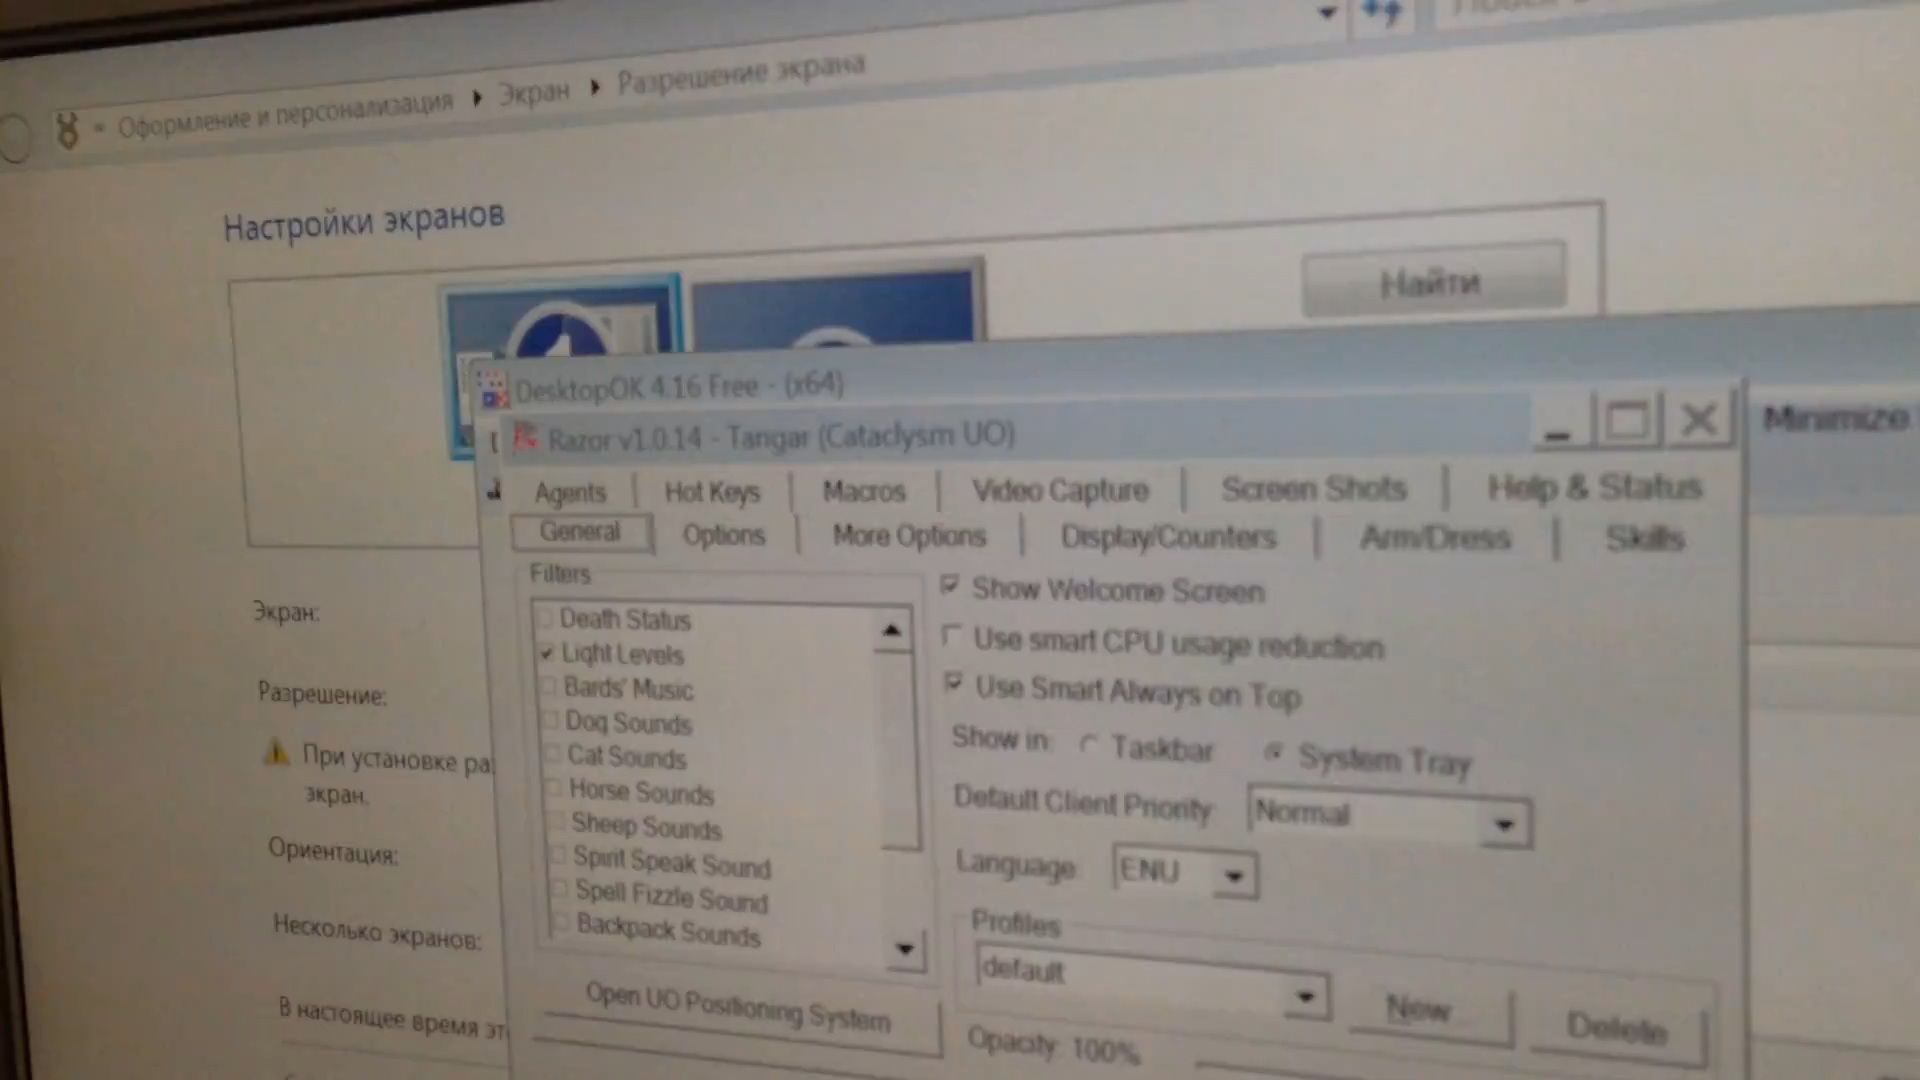 « Оформление и персонализация ▸ Экран ▸ Разрешение экрана
Настройки экранов
Найти
1
DesktopOK 4.16 Free - (x64)
Razor v1.0.14 - Tangar (Cataclysm UO)
Minimize
Agents Hot Keys Macros Video Capture Screen Shots Help & Status
General Options More Options Display/Counters Arm/Dress Skills
Filters
Death Status
Light Levels
Bards' Music
Dog Sounds
Cat Sounds
Horse Sounds
Sheep Sounds
Spirit Speak Sound
Spell Fizzle Sound
Backpack Sounds
Open UO Positioning System
Show Welcome Screen
Use smart CPU usage reduction
Use Smart Always on Top
Show in: Taskbar System Tray
Default Client Priority: Normal
Language: ENU
Profiles
default
New
Delete
Opacity: 100%
Экран:
Разрешение:
При установке
экран.
Ориентация:
Несколько экранов:
В настоящее время